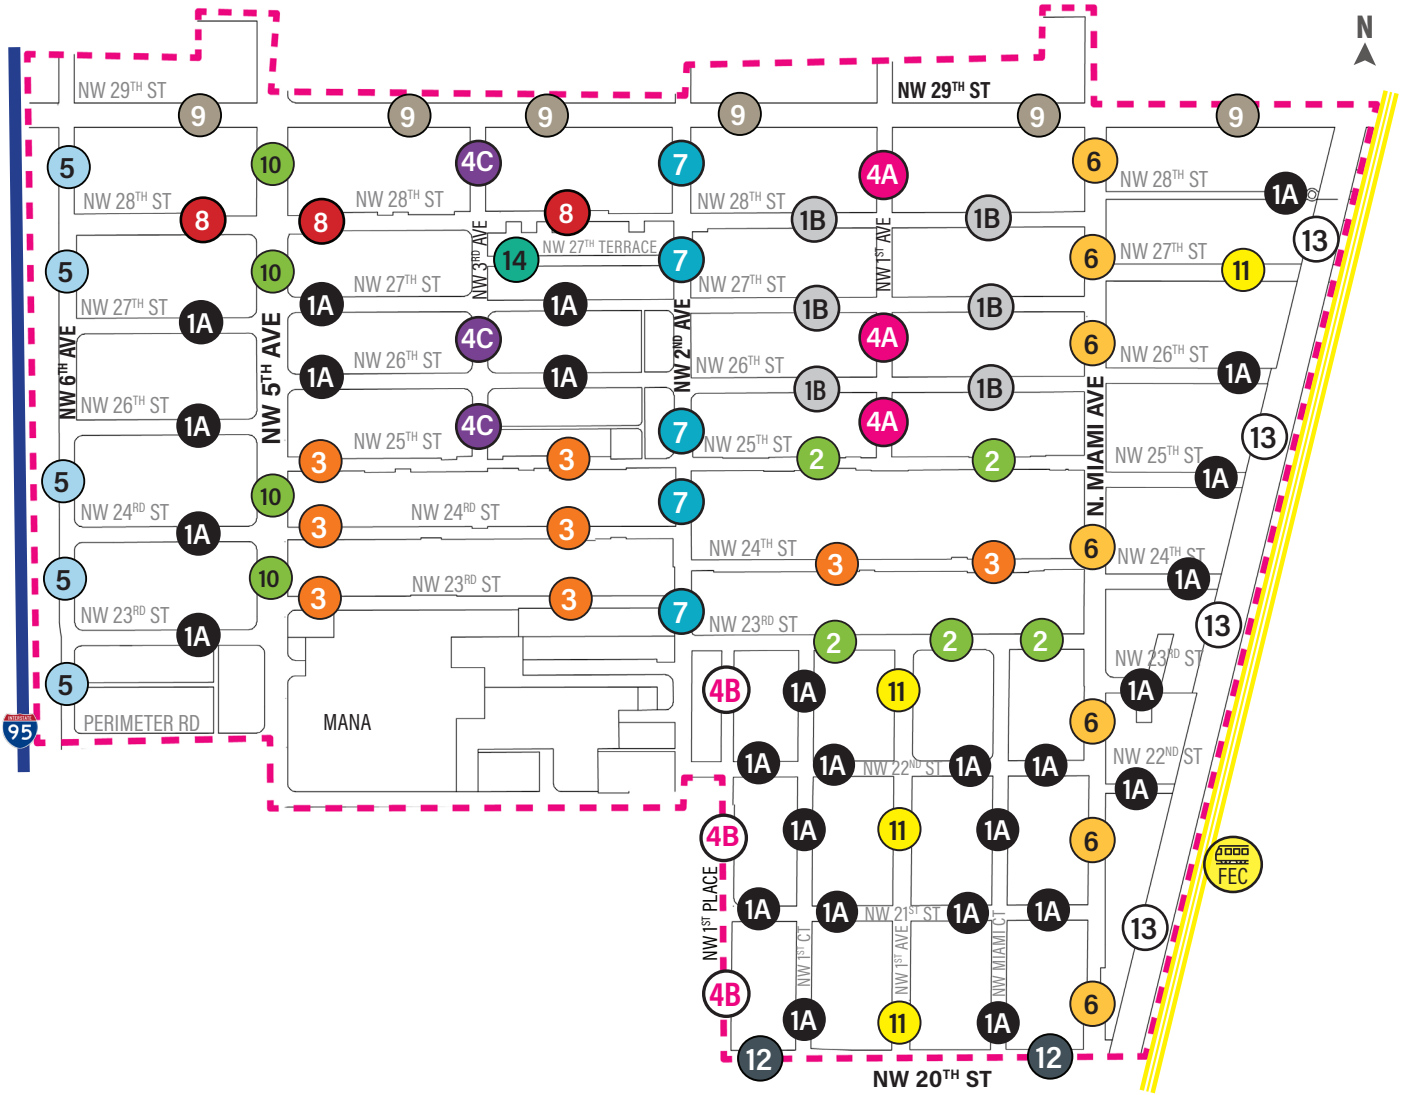 N
NW 29TH ST
NW 29TH ST
9
9
9
9
9
9
5
10
4C
7
4A
6
NW 28TH ST
1A
NW 28TH ST
NW 28TH ST
NW 28TH ST
8
8
8
1B
1B
13
NW 3RD AVE
NW 27TH TERRACE
NW 1ST AVE
NW 27TH ST
5
10
14
7
6
11
NW 27TH ST
NW 27TH ST
NW 27TH ST
1A
1A
1A
1B
1B
NW 6TH AVE
NW 5TH AVE
NW 2ND AVE
4C
4A
6
NW 26TH ST
NW 26TH ST
NW 26TH ST
1A
1A
1A
1B
1B
NW 26TH ST
N. MIAMI AVE
1A
4C
7
4A
13
NW 25TH ST
NW 25TH ST
NW 25TH ST
3
3
2
2
1A
5
10
7
NW 24RD ST
NW 24RD ST
1A
3
3
NW 24TH ST
6
NW 24TH ST
3
3
1A
5
10
NW 23RD ST
3
3
7
NW 23RD ST
NW 23RD ST
13
1A
2
2
2
NW 23RD ST
5
4B
1A
11
1A
PERIMETER RD
MANA
6
INTERSTATE
95
1A
1A
NW 22ND ST
1A
1A
NW 22ND ST
1A
4B
1A
11
1A
6
FEC
NW 1ST PLACE
1A
1A
NW 21ST ST
1A
1A
13
NW 1ST CT
NW 1ST AVE
NW MIAMI CT
4B
6
1A
11
1A
12
12
NW 20TH ST